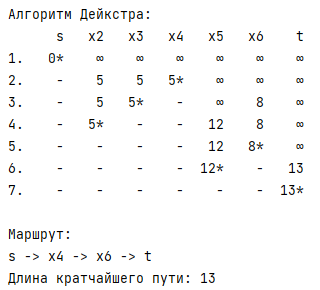 Алгоритм Дейкстра:
      s   x2   x3   x4   x5   x6    t
1.   0*    ∞    ∞    ∞    ∞    ∞    ∞
2.    -    5    5   5*    ∞    ∞    ∞
3.    -    5   5*    -    ∞    8    ∞
4.    -   5*    -    -   12    8    ∞
5.    -    -    -    -   12   8*    ∞
6.    -    -    -    -  12*    -   13
7.    -    -    -    -    -    -  13*
Маршрут:
s -> x4 -> x6 -> t
Длина кратчайшего пути: 13